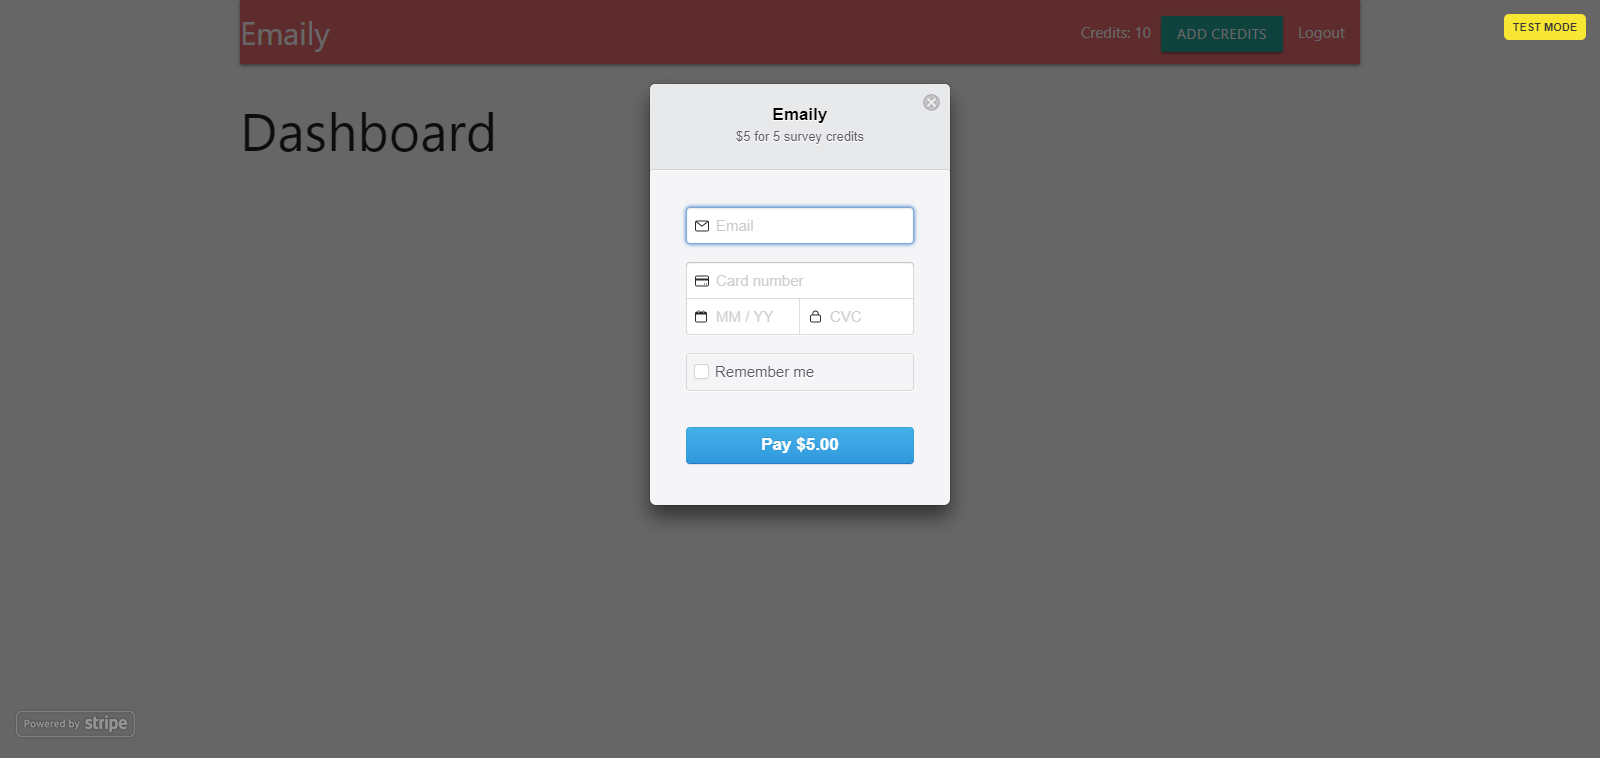 Emaily
Credits: 10
ADD CREDITS
Logout
TEST MODE
Dashboard
Emaily
$5 for 5 survey credits
Email
Card number
MM / YY
CVC
Remember me
Pay $5.00
Powered by stripe